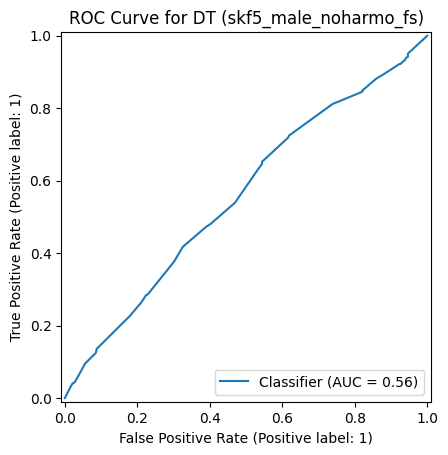 ROC Curve for DT (skf5_male_noharmo_fs)
1.0
0.8
0.6
0.4
0.2
0.0
True Positive Rate (Positive label: 1)
Classifier (AUC = 0.56)
0.0 0.2 0.4 0.6 0.8 1.0
False Positive Rate (Positive label: 1)